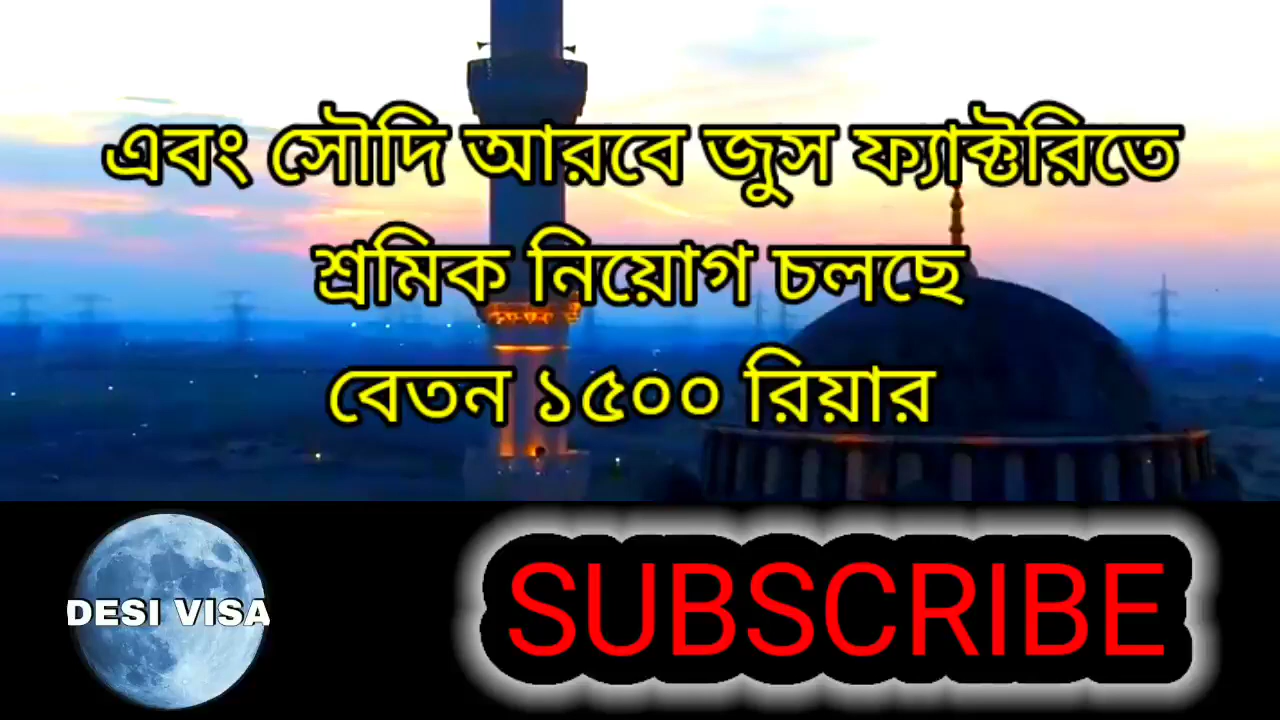 এবং সৌদি আরবে জুস ফ্যাক্টরিতে
শ্রমিক নিয়োগ চলছে
বেতন ১৫০০ রিয়ার
DESI VISA
SUBSCRIBE